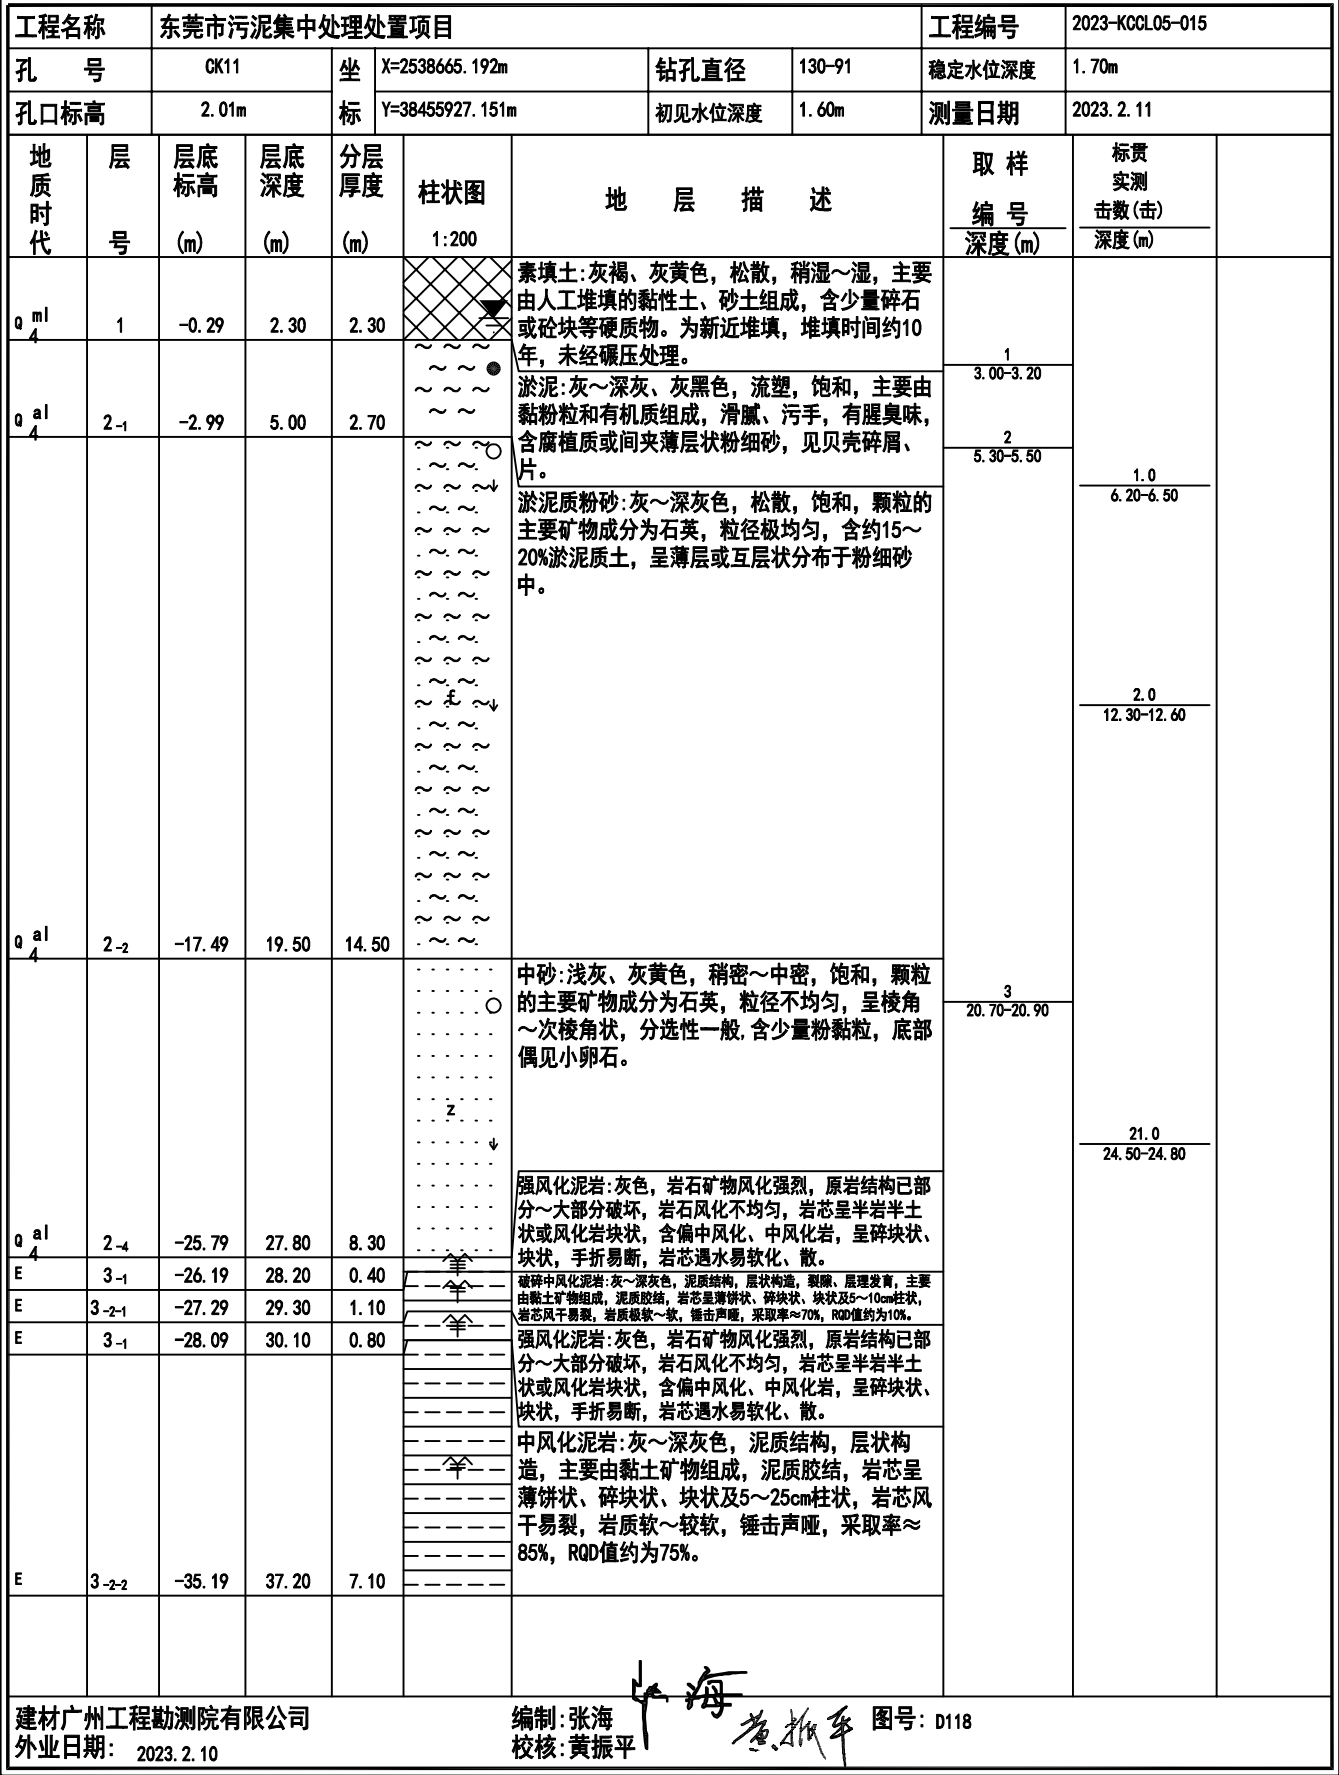 工程名称 东莞市污泥集中处理处置项目 工程编号 2023-KCCL05-015
孔 号 CK11 坐 X=2538665.192m 钻孔直径 130-91 稳定水位深度 1.70m
孔口标高 2.01m 标 Y=38455927.151m 初见水位深度 1.60m 测量日期 2023.2.11
地质时代 层号 层底标高(m) 层底深度(m) 分层厚度(m) 柱状图 1:200 地层描述 取样编号 深度(m) 标贯实测击数(击) 深度(m)
素填土:灰褐、灰黄色，松散，稍湿～湿，主要
由人工堆填的黏性土、砂土组成，含少量碎石
或砼块等硬质物。为新近堆填，堆填时间约10
年，未经碾压处理。
Q ml 4 1 -0.29 2.30 2.30
1
3.00-3.20
淤泥:灰～深灰、灰黑色，流塑，饱和，主要由
黏粉粒和有机质组成，滑腻、污手，有腥臭味，
含腐植质或间夹薄层状粉细砂，见贝壳碎屑、
片。
Q al 4 2-1 -2.99 5.00 2.70
2
5.30-5.50
1.0
6.20-6.50
淤泥质粉砂:灰～深灰色，松散，饱和，颗粒的
主要矿物成分为石英，粒径极均匀，含约15～
20%淤泥质土，呈薄层或互层状分布于粉细砂
中。
f
2.0
12.30-12.60
Q al 4 2-2 -17.49 19.50 14.50
中砂:浅灰、灰黄色，稍密～中密，饱和，颗粒
的主要矿物成分为石英，粒径不均匀，呈棱角
～次棱角状，分选性一般,含少量粉黏粒，底部
偶见小卵石。
3
20.70-20.90
z
21.0
24.50-24.80
Q al 4 2-4 -25.79 27.80 8.30
强风化泥岩:灰色，岩石矿物风化强烈，原岩结构已部
分～大部分破坏，岩石风化不均匀，岩芯呈半岩半土
状或风化岩块状，含偏中风化、中风化岩，呈碎块状、
块状，手折易断，岩芯遇水易软化、散。
E 3-1 -26.19 28.20 0.40
破碎中风化泥岩:灰～深灰色，泥质结构，层状构造，裂隙、层理发育，主要
由黏土矿物组成，泥质胶结，岩芯呈薄饼状、碎块状、块状及5～10cm柱状，
岩芯风干易裂，岩质极软～软，锤击声哑，采取率≈70%，RQD值约为10%。
E 3-2-1 -27.29 29.30 1.10
强风化泥岩:灰色，岩石矿物风化强烈，原岩结构已部
分～大部分破坏，岩石风化不均匀，岩芯呈半岩半土
状或风化岩块状，含偏中风化、中风化岩，呈碎块状、
块状，手折易断，岩芯遇水易软化、散。
E 3-1 -28.09 30.10 0.80
中风化泥岩:灰～深灰色，泥质结构，层状构
造，主要由黏土矿物组成，泥质胶结，岩芯呈
薄饼状、碎块状、块状及5～25cm柱状，岩芯风
干易裂，岩质软～较软，锤击声哑，采取率≈
85%，RQD值约为75%。
E 3-2-2 -35.19 37.20 7.10
建材广州工程勘测院有限公司 编制:张海 张海 图号: D118
外业日期: 2023.2.10 校核:黄振平 黄振平